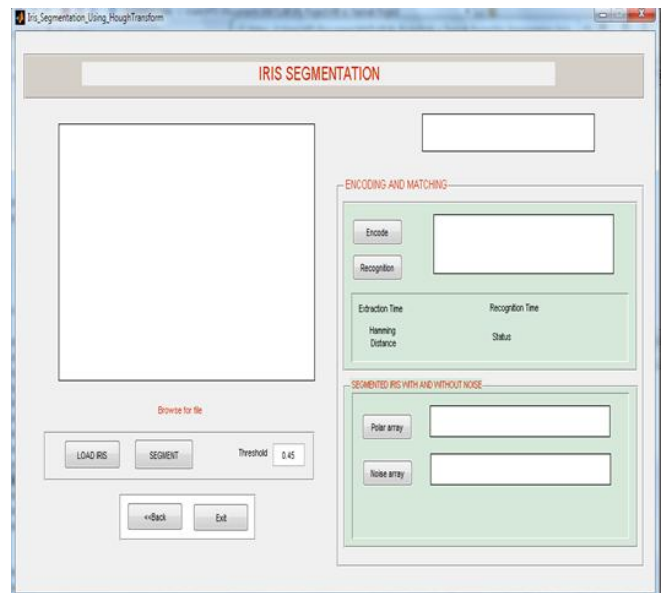 Iris_Segmentation_Using_HoughTransform
IRIS SEGMENTATION
ENCODING AND MATCHING
Encode
Recognition
Extraction Time
Recognition Time
Hamming
Distance
Status
SEGMENTED IRIS WITH AND WITHOUT NOISE
Polar array
Noise array
Browse for file
LOAD IRIS
SEGMENT
Threshold
0.45
<<Back
Exit